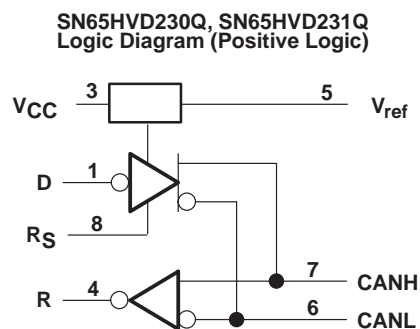 SN65HVD230Q, SN65HVD231Q
Logic Diagram (Positive Logic)
VCC 3 5 Vref
D 1
RS 8
R 4 7 CANH
6 CANL